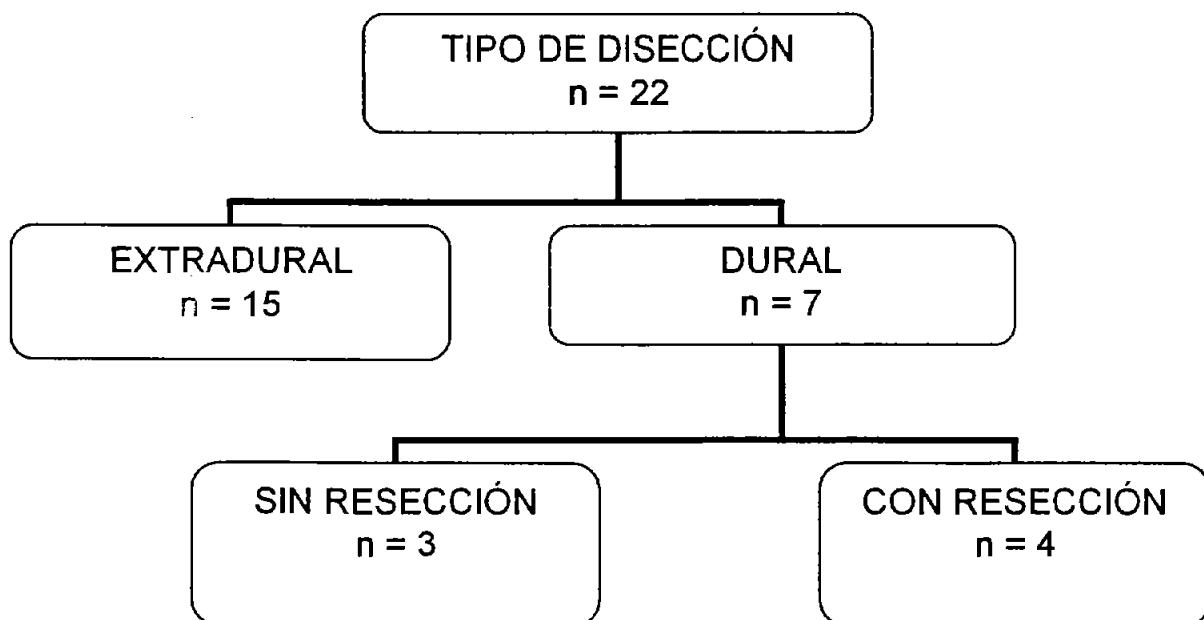 TIPO DE DISECCIÓN
n = 22
EXTRADURAL
n = 15
DURAL
n = 7
SIN RESECCIÓN
n = 3
CON RESECCIÓN
n = 4